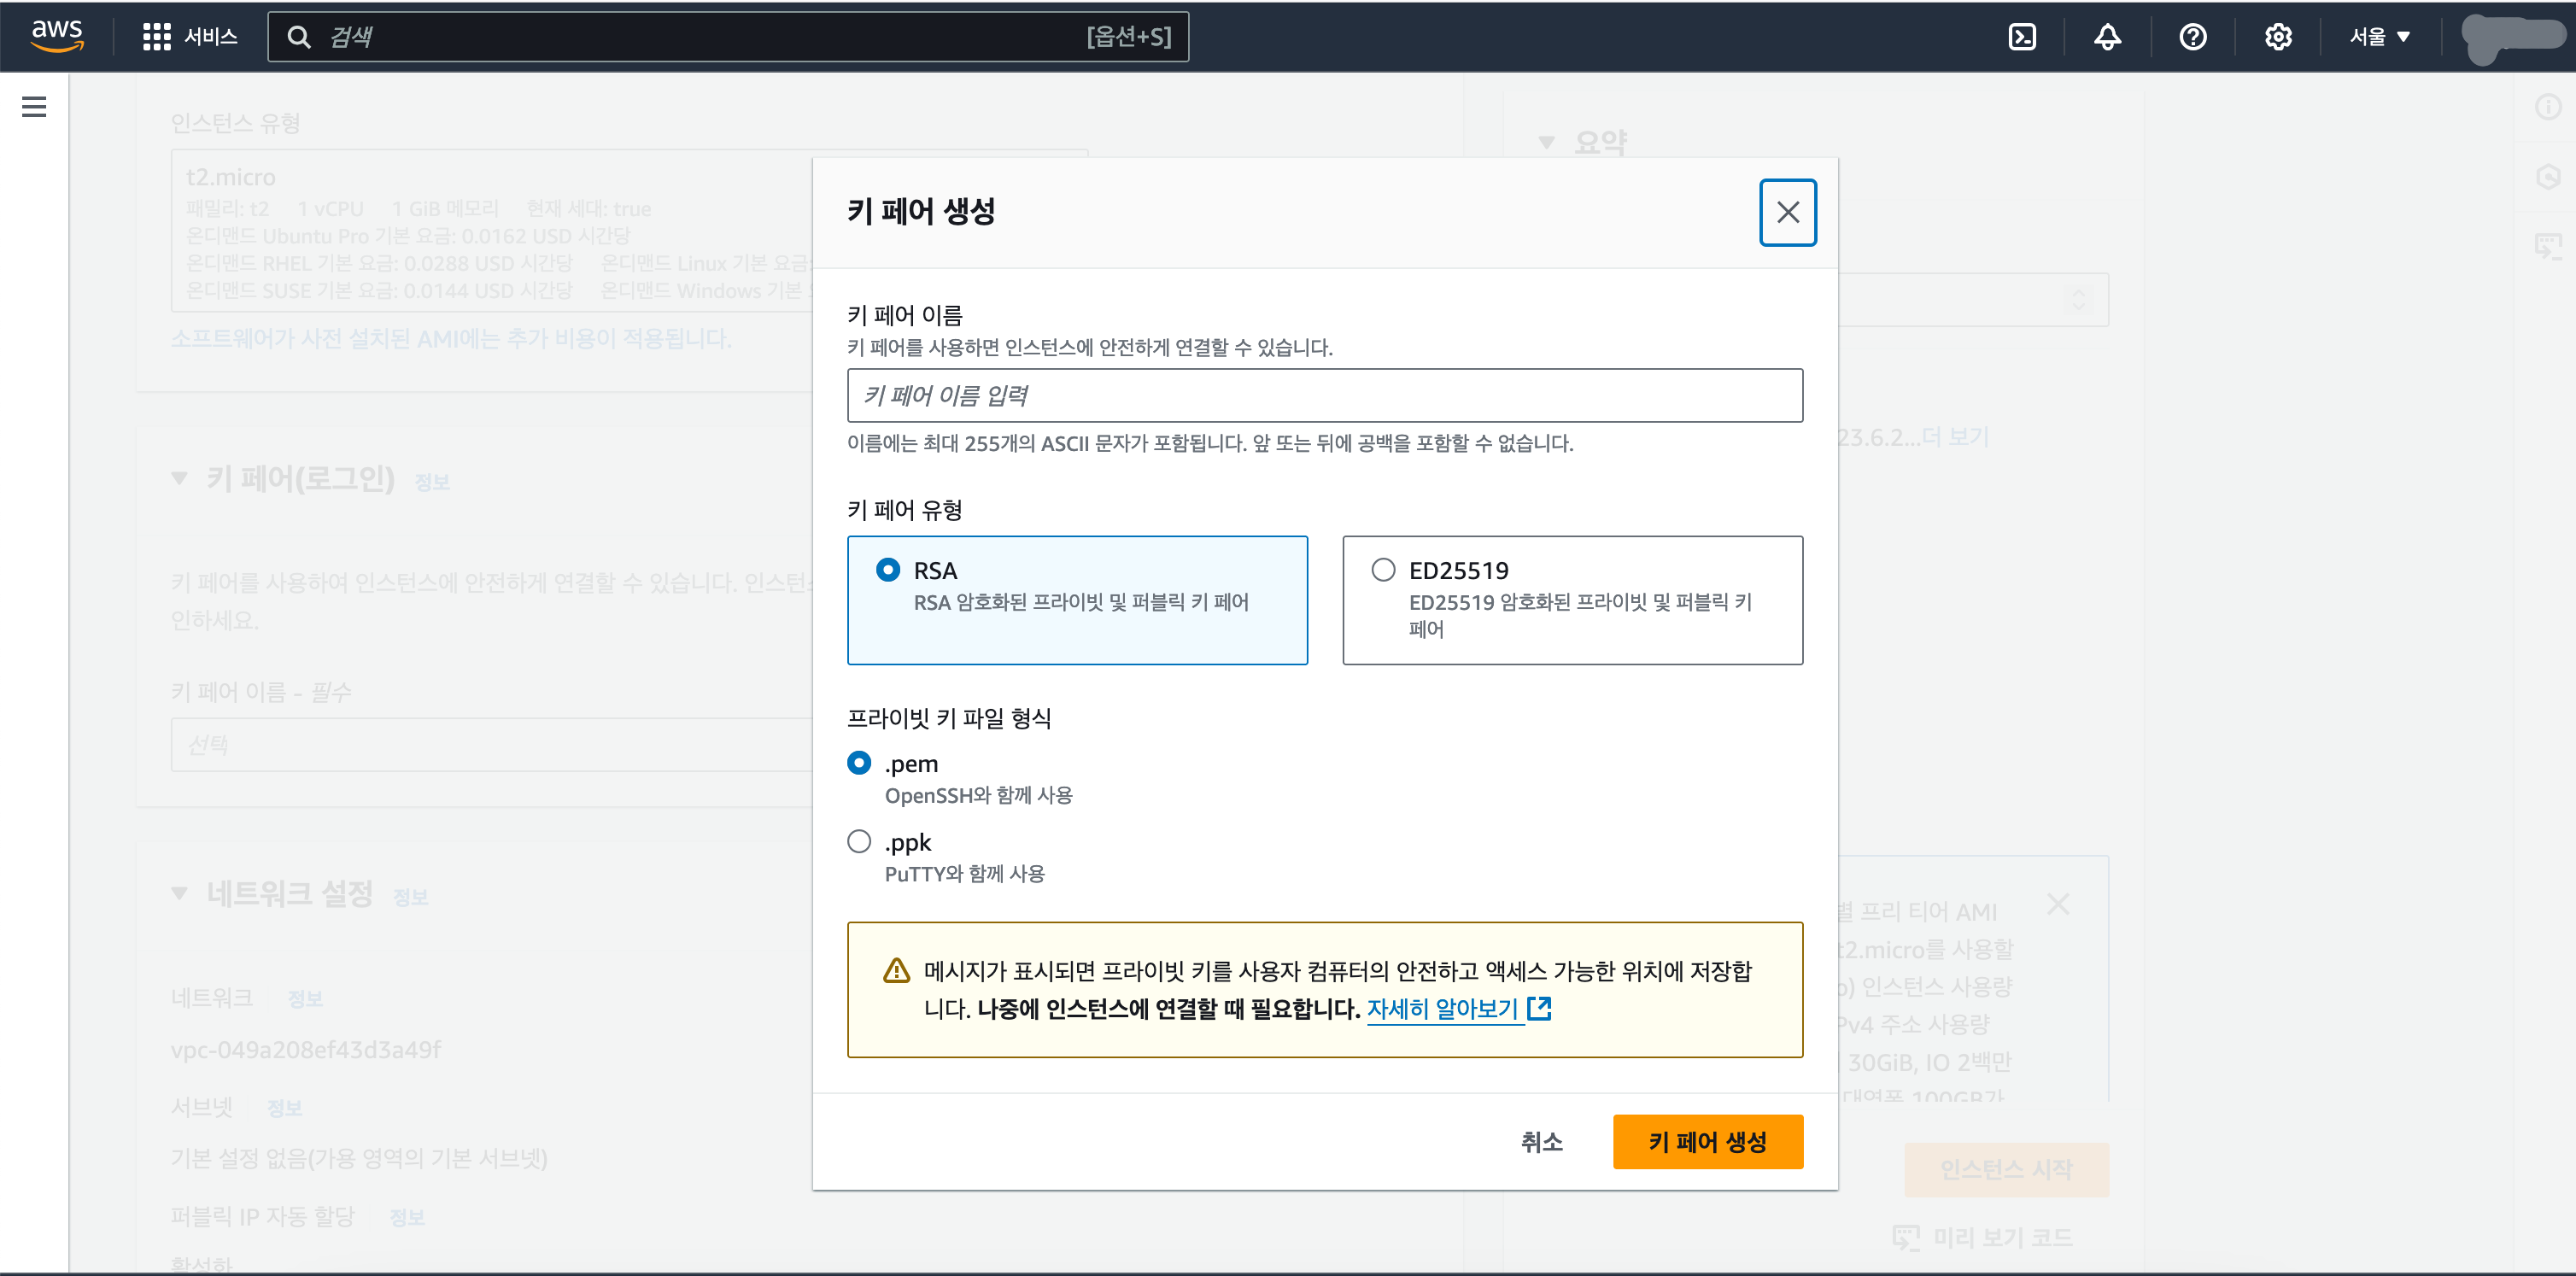 aws
서비스
검색
[옵션+S]
서울
인스턴스 유형
t2.micro
패밀리: t2 1 vCPU 1 GiB 메모리 현재 세대: true
온디맨드 Ubuntu Pro 기본 요금: 0.0162 USD 시간당
온디맨드 RHEL 기본 요금: 0.0288 USD 시간당 온디맨드 Linux 기본 요금
온디맨드 SUSE 기본 요금: 0.0144 USD 시간당 온디맨드 Windows 기본
소프트웨어가 사전 설치된 AMI에는 추가 비용이 적용됩니다.
키 페어(로그인) 정보
키 페어를 사용하여 인스턴스에 안전하게 연결할 수 있습니다.
인하세요.
키 페어 이름 - 필수
선택
네트워크 설정 정보
네트워크 정보
vpc-049a208ef43d3a49f
서브넷 정보
기본 설정 없음(가용 영역의 기본 서브넷)
퍼블릭 IP 자동 할당 정보
활성화
키 페어 생성
키 페어 이름
키 페어를 사용하면 인스턴스에 안전하게 연결할 수 있습니다.
키 페어 이름 입력
이름에는 최대 255개의 ASCII 문자가 포함됩니다. 앞 또는 뒤에 공백을 포함할 수 없습니다.
키 페어 유형
RSA
RSA 암호화된 프라이빗 및 퍼블릭 키 페어
ED25519
ED25519 암호화된 프라이빗 및 퍼블릭 키
페어
프라이빗 키 파일 형식
.pem
OpenSSH와 함께 사용
.ppk
PuTTY와 함께 사용
메시지가 표시되면 프라이빗 키를 사용자 컴퓨터의 안전하고 액세스 가능한 위치에 저장합
니다. 나중에 인스턴스에 연결할 때 필요합니다. 자세히 알아보기
취소
키 페어 생성
요약
23.6.2...더 보기
별 프리 티어 AMI
t2.micro를 사용할
인스턴스 사용량
IPv4 주소 사용량
30GiB, IO 2백만
대역폭 100GB가
인스턴스 시작
미리 보기 코드